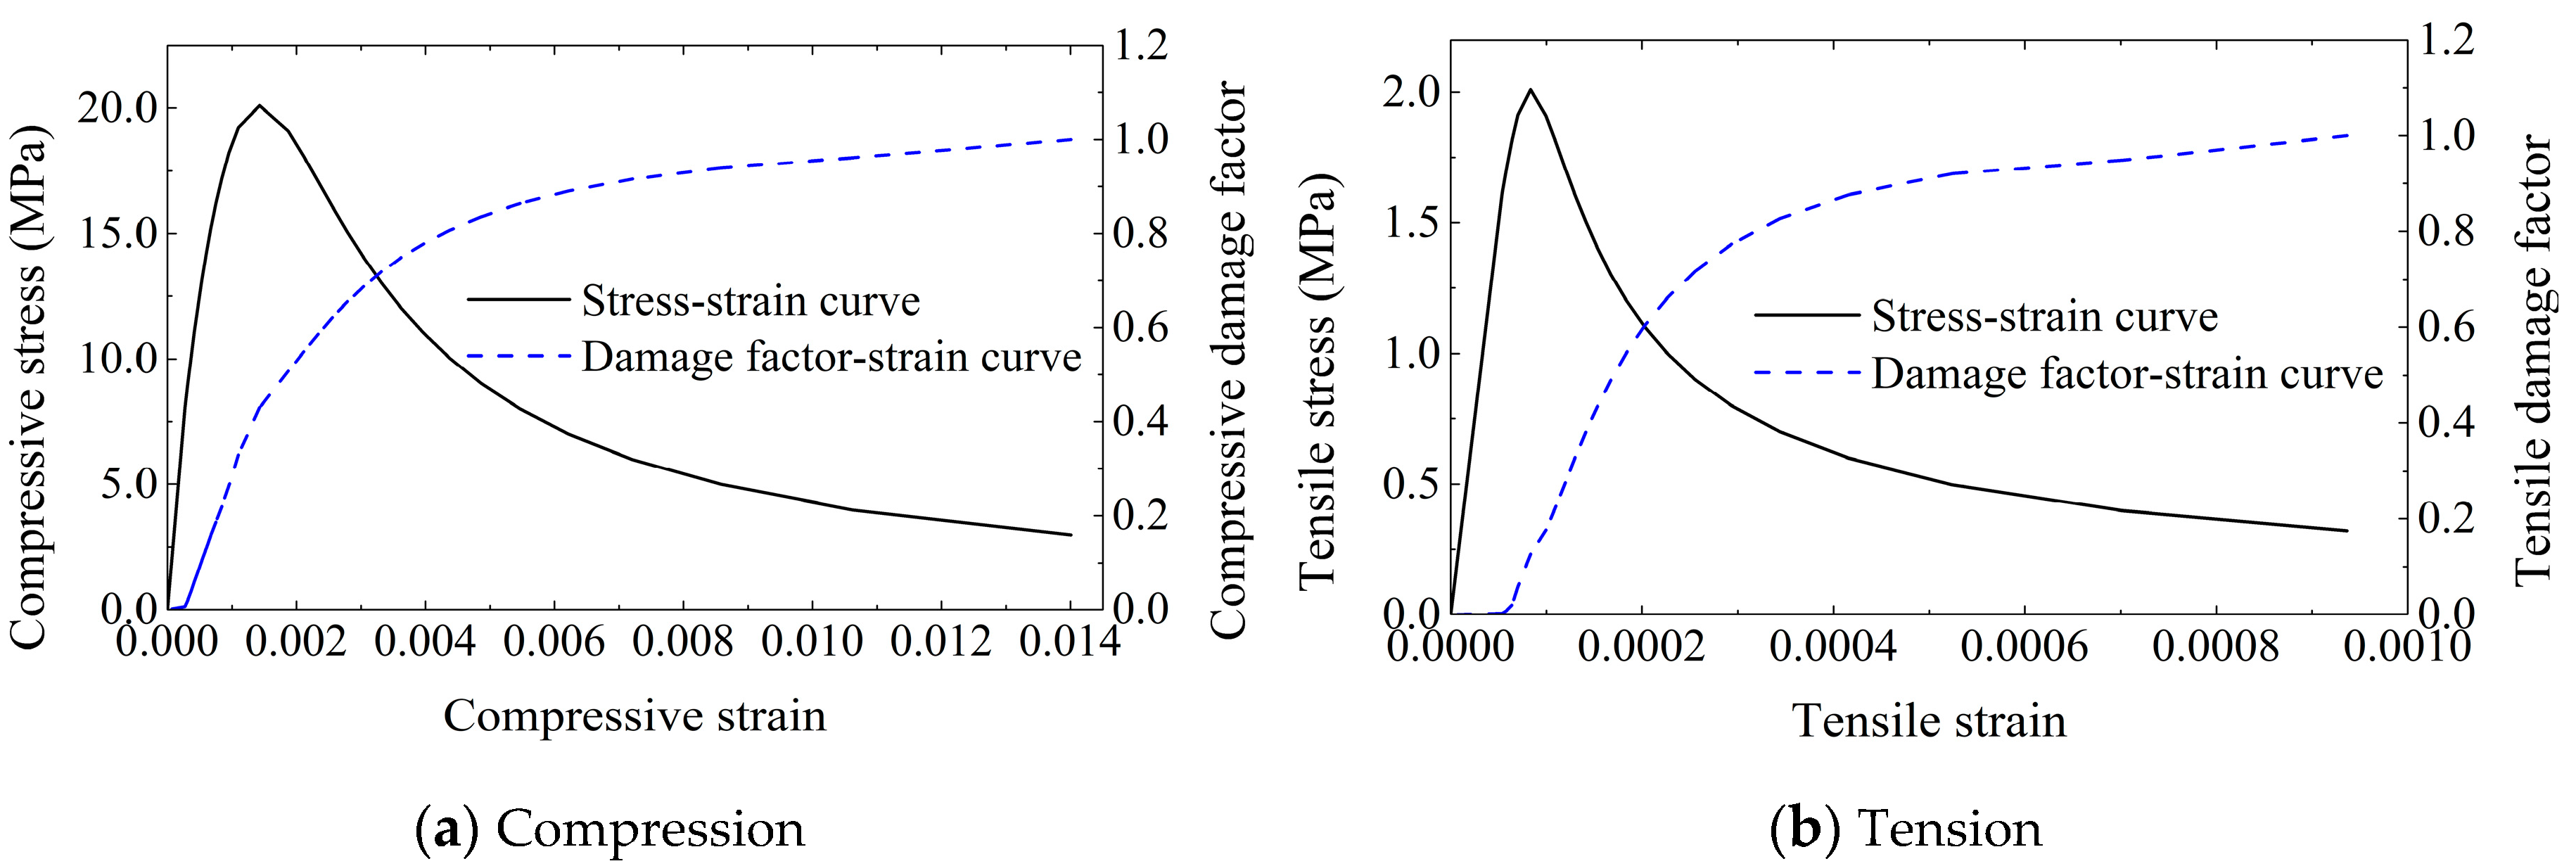 Compressive stress (MPa)
20.0
15.0
10.0
5.0
0.0
1.2
1.0
0.8
0.6
0.4
0.2
0.0
Compressive damage factor
Stress-strain curve
Damage factor-strain curve
0.000 0.002 0.004 0.006 0.008 0.010 0.012 0.014
Compressive strain
(a) Compression
Tensile stress (MPa)
2.0
1.5
1.0
0.5
0.0
1.2
1.0
0.8
0.6
0.4
0.2
0.0
Tensile damage factor
Stress-strain curve
Damage factor-strain curve
0.0000 0.0002 0.0004 0.0006 0.0008 0.0010
Tensile strain
(b) Tension